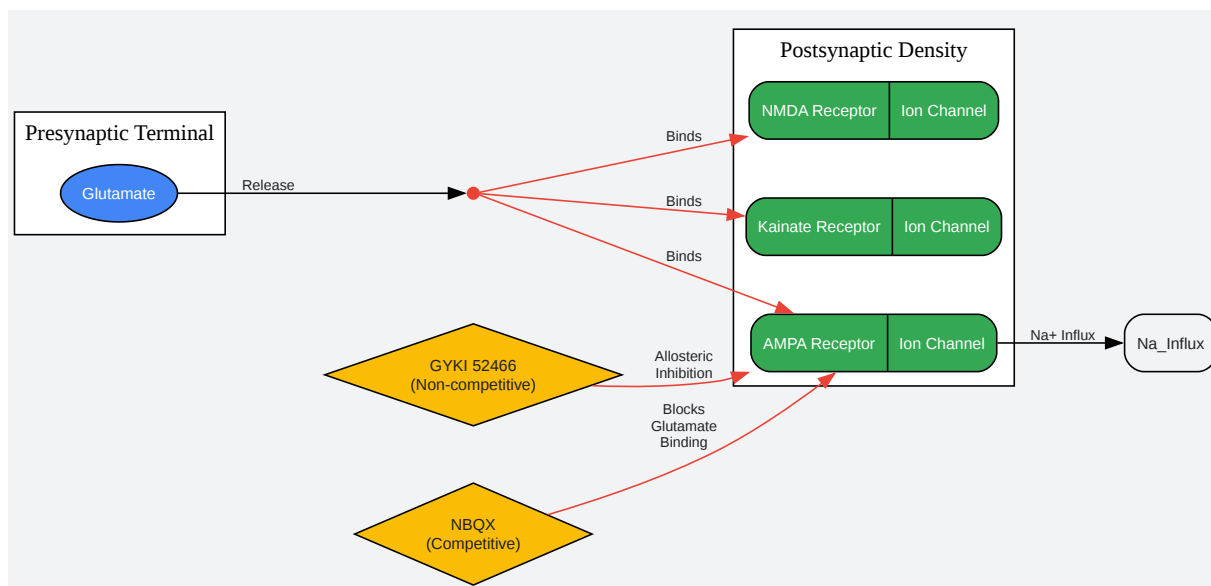 Postsynaptic Density
NMDA Receptor
Ion Channel
Presynaptic Terminal
Glutamate
Release
Binds
Binds
Binds
Kainate Receptor
Ion Channel
AMPA Receptor
Ion Channel
Na+ Influx
Na_Influx
GYKI 52466
(Non-competitive)
Allosteric
Inhibition
Blocks
Glutamate
Binding
NBQX
(Competitive)